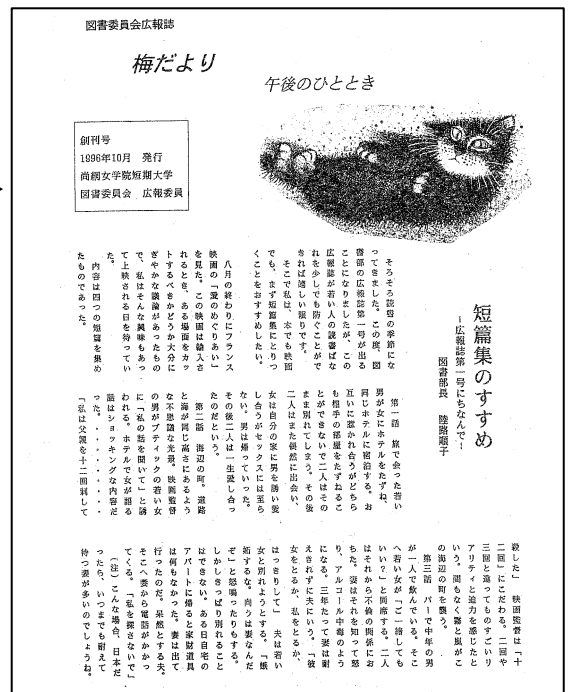 図書委員会広報誌
梅だより
午後のひととき
創刊号
1996年10月 発行
尚絅女学院短期大学
図書委員会 広報委員
短篇集のすすめ
―広報誌第一号にちなんで―
図書部長 陸路順子
そろそろ読書の季節にな
ってきました。この度、図
書部の広報誌第一号が出る
ことになりましたが、この
広報誌が若い人の読書ばな
れを少しでも防ぐことがで
きれば嬉しい限りです。
そこで私は、本でも映画
でも、まず短篇集にとりつ
くことをおすすめしたい。
八月の終わりにフランス
映画の「愛のめぐりあい」
を見た。この映画は輸入さ
れるとき、ある場面をカッ
トするべきかどうか大分に
ぎやかな議論があったもの
で、私はそんな興味もあっ
て上映される日を待ってい
た。
内容は四つの短篇を集め
たものであった。
第一話 旅で会った若い
男が女にホテルをたずね、
同じホテルに宿泊する。お
互いに惹かれ合うがどちら
も相手の部屋をたずねるこ
とができないで二人はその
まま別れてしまう。その後
二人はまた偶然に出会い、
女は自分の家に男を誘い愛
し合うがセックスには至ら
ない。男は帰っていった。
その後二人は一生愛し合っ
たのだという。
第二話 海辺の町。道路
と海が同じ高さにあるよう
な不思議な光景。映画監督
の男がブティックの若い女
に「私の話を聞いて」と誘
われる。ホテルで女が語る
話はショッキングな内容だ
った。・・・・・・・・
「私は父親を十二回刺して
殺した」 映画監督は「十
二回」にこだわる。二回や
三回と違ってものすごいリ
アリティと迫力を感じたと
いう。間もなく霧と風がこ
の海辺の町を襲う。
第三話 バーで中年の男
が一人で飲んでいる。そこ
へ若い女が「ご一諸しても
いい?」と同席する。二人
はそれから不倫の関係にお
ちた。妻はそれを知って怒
り、アルコール中毒のよう
になる。三年たって妻は耐
えきれずに夫にいう。「彼
女をとるか、私をとるか、
はっきりして」 夫は若い
女と別れようとする。「嫉
妬するな。向うは妻なんだ
ぞ」と怒鳴ったりもする。
しかしきっぱり別れること
はできない。ある日自宅の
アパートに帰ると家財道具
は何もなかった。妻は出て
行ったのだ。呆然とする夫。
そこへ妻から電話がかかっ
てくる。「私を探さないで」
(注)こんな場合、日本だ
ったら、いつまでも耐えて
待つ妻が多いのでしょうね。